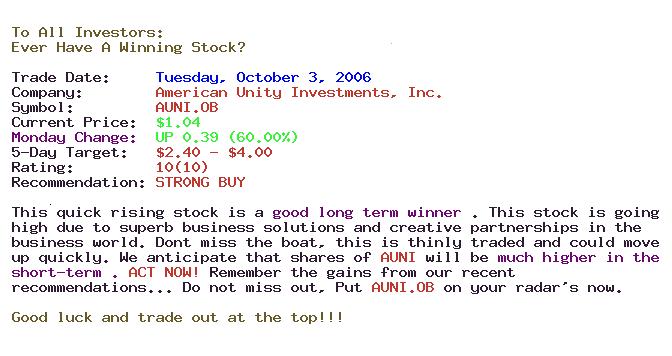 To All Investors:
Ever Have A Winning Stock?
Trade Date: Tuesday, October 3, 2006
Company: American Unity Investments, Inc.
Symbol: AUNI.OB
Current Price: $1.04
Monday Change: UP 0.39 (60.00%)
5-Day Target: $2.40 - $4.00
Rating: 10(10)
Recommendation: STRONG BUY
This quick rising stock is a good long term winner . This stock is going
high due to superb business solutions and creative partnerships in the
business world. Dont miss the boat, this is thinly traded and could move
up quickly. We anticipate that shares of AUNI will be much higher in the
short-term . ACT NOW! Remember the gains from our recent
recommendations... Do not miss out, Put AUNI.OB on your radar's now.
Good luck and trade out at the top!!!